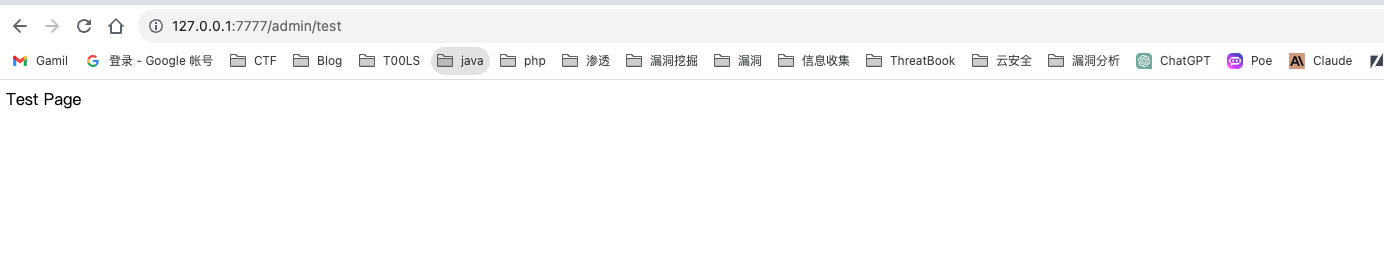 127.0.0.1:7777/admin/test
Gamil 登录 - Google 帐号 CTF Blog T00LS java php 渗透 漏洞挖掘 漏洞 信息收集 ThreatBook 云安全 漏洞分析 ChatGPT Poe Claude
Test Page